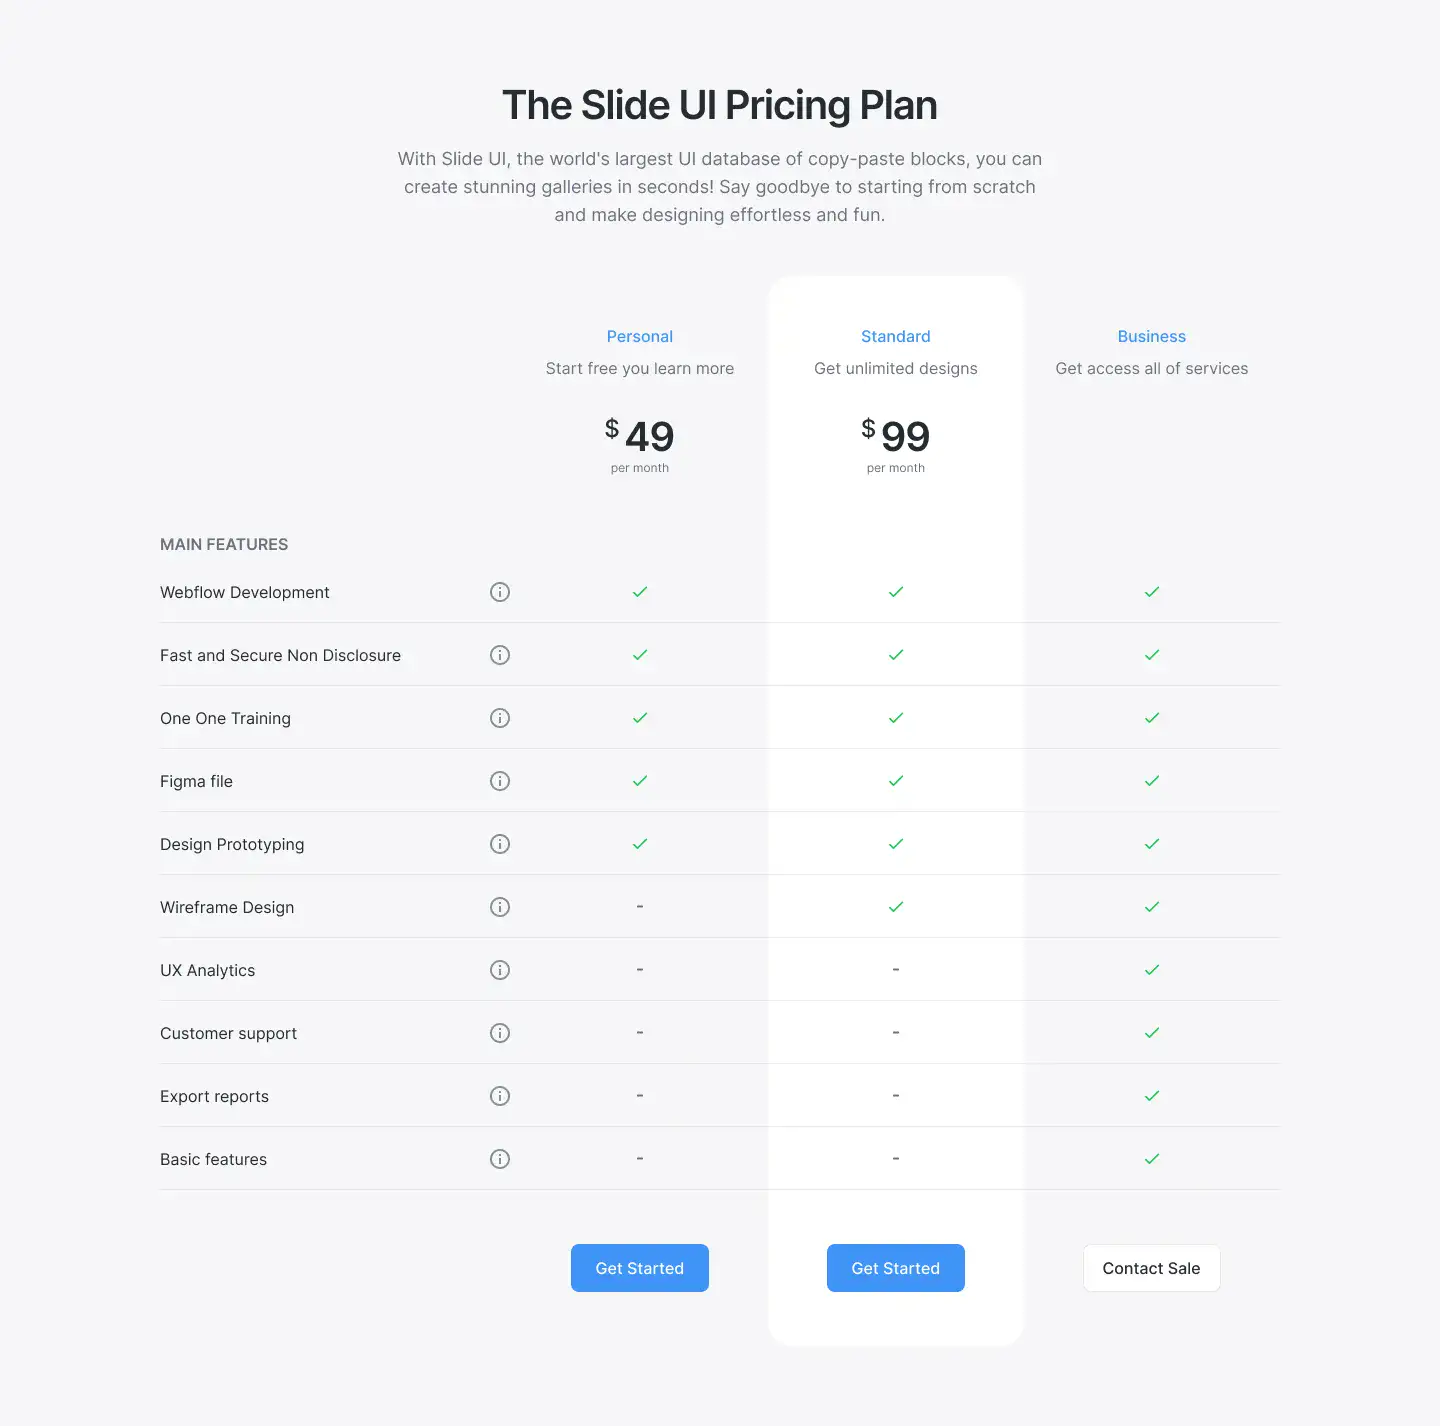 The Slide UI Pricing Plan
With Slide UI, the world's largest UI database of copy-paste blocks, you can
create stunning galleries in seconds! Say goodbye to starting from scratch
and make designing effortless and fun.
Personal
Start free you learn more
$ 49
per month
Standard
Get unlimited designs
$ 99
per month
Business
Get access all of services
MAIN FEATURES
Webflow Development
Fast and Secure Non Disclosure
One One Training
Figma file
Design Prototyping
Wireframe Design -
UX Analytics - -
Customer support - -
Export reports - -
Basic features - -
Get Started
Get Started
Contact Sale